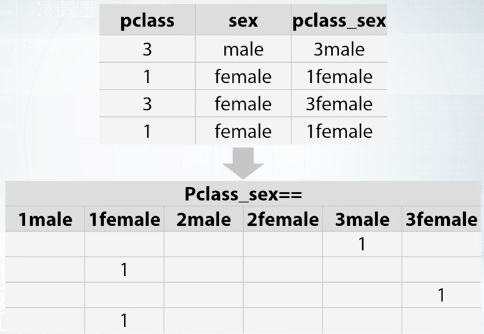 pclass sex pclass_sex
3 male 3male
1 female 1female
3 female 3female
1 female 1female
Pclass_sex==
1male 1female 2male 2female 3male 3female
1
1
1
1